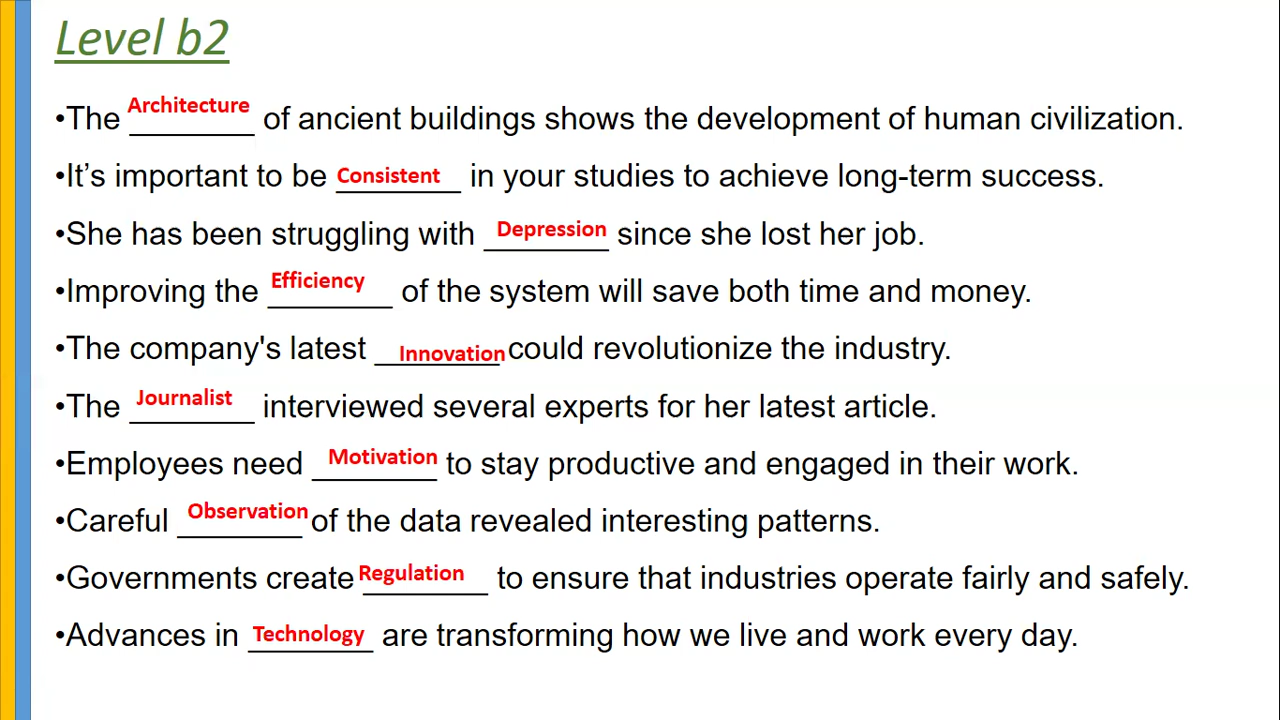 Level b2
•The Architecture of ancient buildings shows the development of human civilization.
•It’s important to be Consistent in your studies to achieve long-term success.
•She has been struggling with Depression since she lost her job.
•Improving the Efficiency of the system will save both time and money.
•The company's latest Innovation could revolutionize the industry.
•The Journalist interviewed several experts for her latest article.
•Employees need Motivation to stay productive and engaged in their work.
•Careful Observation of the data revealed interesting patterns.
•Governments create Regulation to ensure that industries operate fairly and safely.
•Advances in Technology are transforming how we live and work every day.